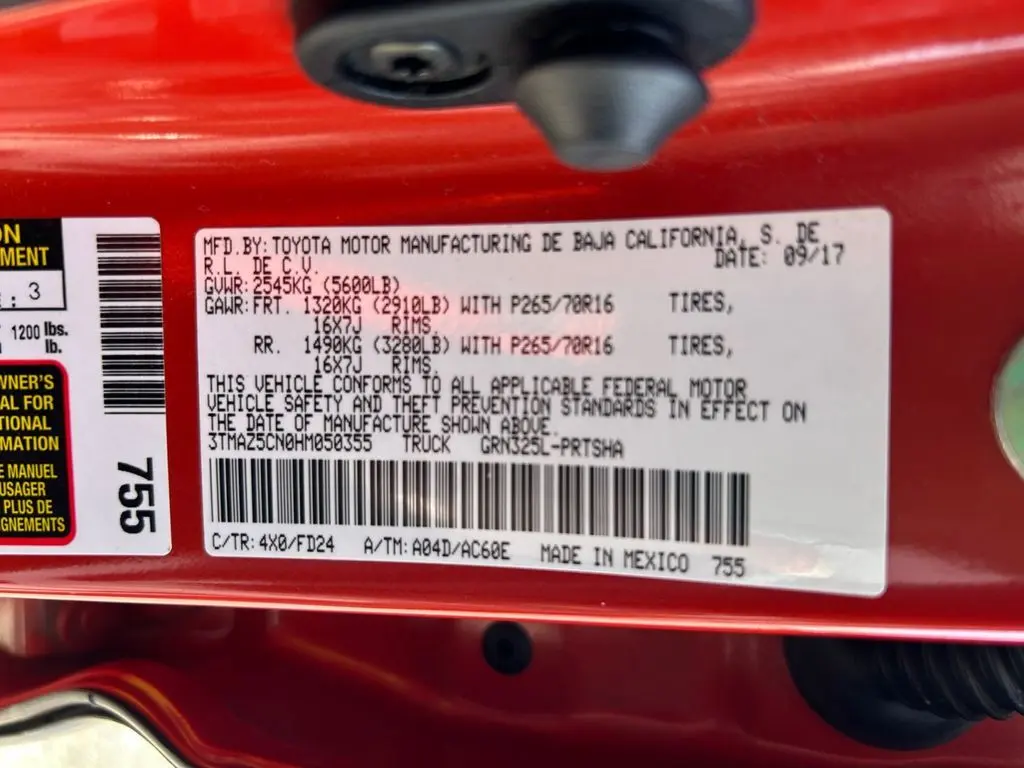 ON
MENT
: 3
1200 lbs.
lb.
WNER'S
AL FOR
TIONAL
MATION
E MANUEL
USAGER
PLUS DE
GNEMENTS
755
MFD.BY:TOYOTA MOTOR MANUFACTURING DE BAJA CALIFORNIA, S. DE
R.L. DE C.V. DATE: 09/17
GVWR:2545KG (5600LB)
GAWR:FRT. 1320KG (2910LB) WITH P265/70R16 TIRES,
16X7J RIMS,
RR. 1490KG (3280LB) WITH P265/70R16 TIRES,
16X7J RIMS.
THIS VEHICLE CONFORMS TO ALL APPLICABLE FEDERAL MOTOR
VEHICLE SAFETY AND THEFT PREVENTION STANDARDS IN EFFECT ON
THE DATE OF MANUFACTURE SHOWN ABOVE.
3TMAZ5CN0HM050355 TRUCK GRN325L-PRTSHA
C/TR:4X0/FD24 A/TM:A04D/AC60E MADE IN MEXICO 755